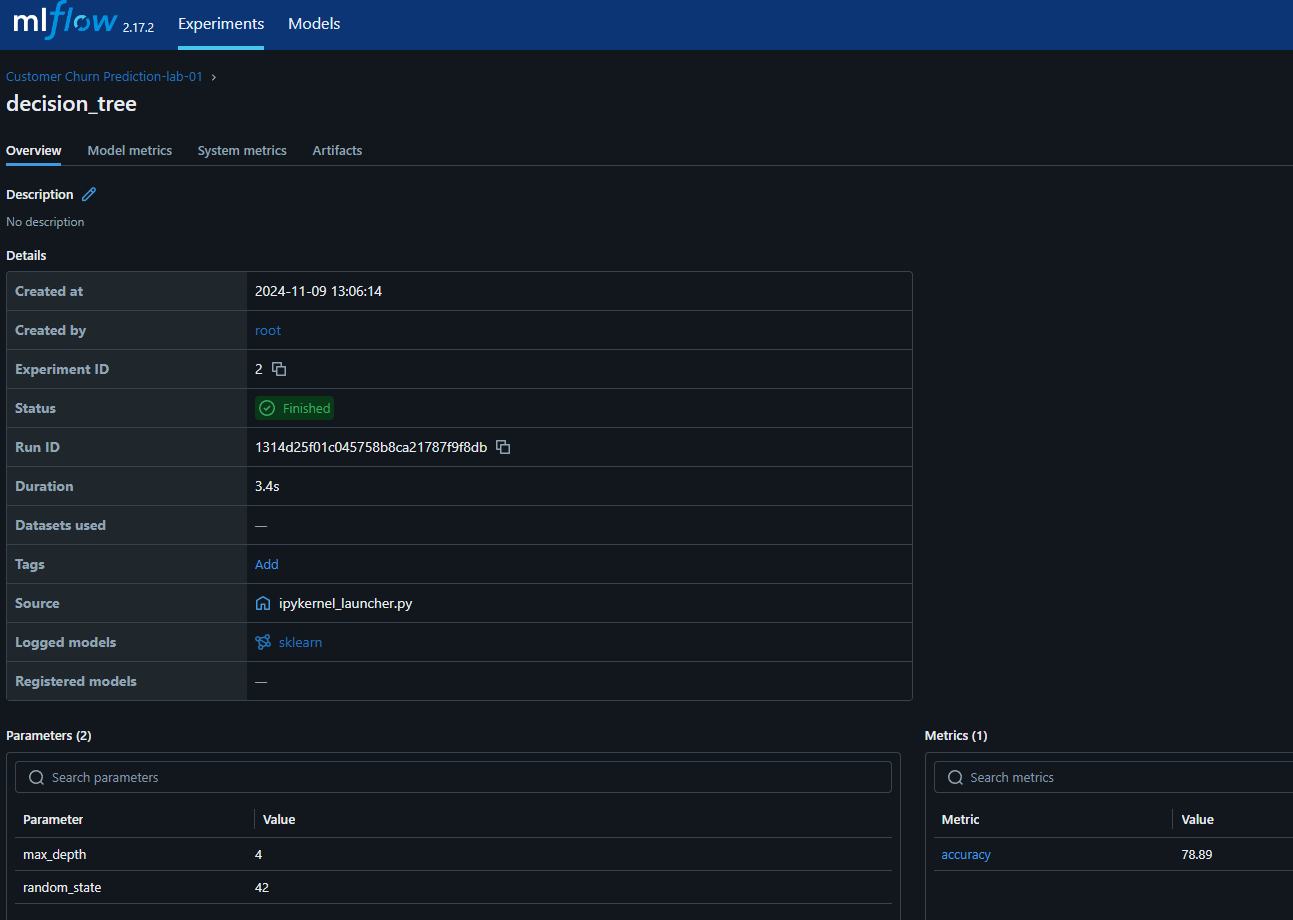 mlflow 2.17.2 Experiments Models
Customer Churn Prediction-lab-01 ›
decision_tree
Overview Model metrics System metrics Artifacts
Description
No description
Details
Created at 2024-11-09 13:06:14
Created by root
Experiment ID 2
Status Finished
Run ID 1314d25f01c045758b8ca21787f9f8db
Duration 3.4s
Datasets used —
Tags Add
Source ipykernel_launcher.py
Logged models sklearn
Registered models —
Parameters (2)
Search parameters
Parameter Value
max_depth 4
random_state 42
Metrics (1)
Search metrics
Metric Value
accuracy 78.89